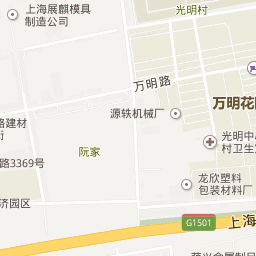 光明村
上海展麒模具
制造公司
万明路
万明花
源轶机械厂
路建材
街
光明中
村卫生
阮家
路3369号
龙欣塑料
包装材料厂
济园区
G1501
上海